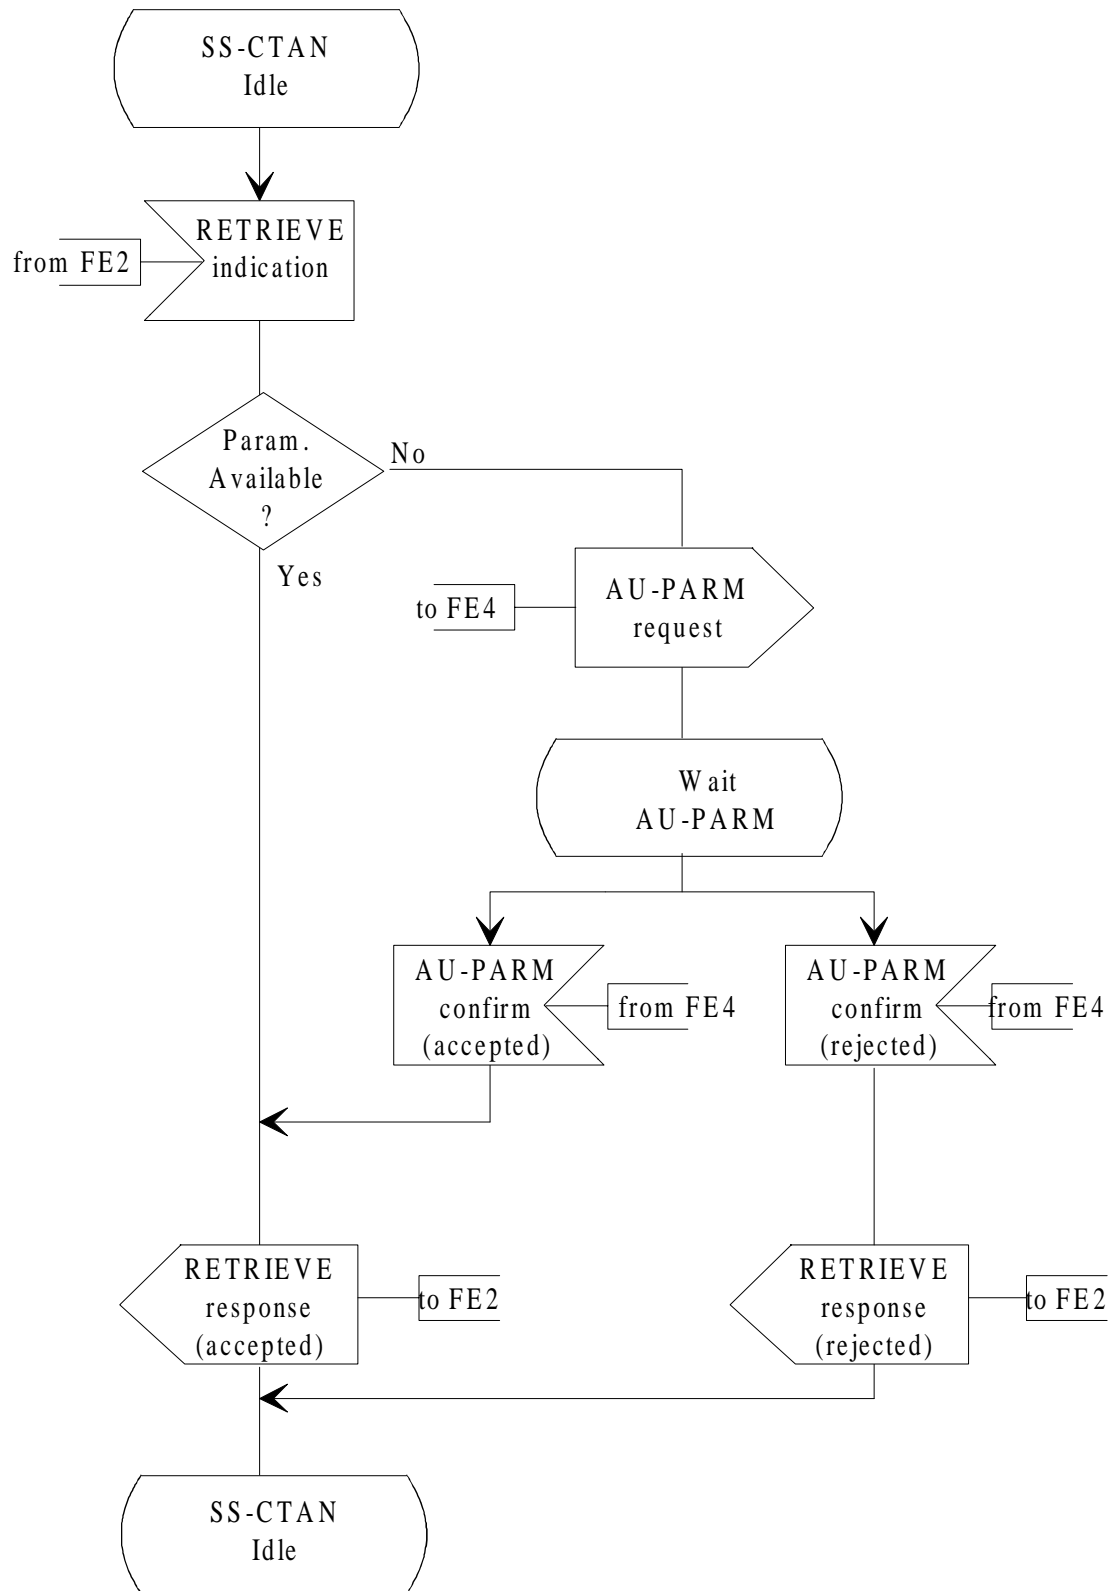 SS-CTAN
Idle
RETRIEVE
indication
from FE2
Param.
Available
?
No
Yes
AU-PARM
request
to FE4
Wait
AU-PARM
AU-PARM
confirm
(accepted)
from FE4
AU-PARM
confirm
(rejected)
from FE4
RETRIEVE
response
(accepted)
to FE2
RETRIEVE
response
(rejected)
to FE2
SS-CTAN
Idle